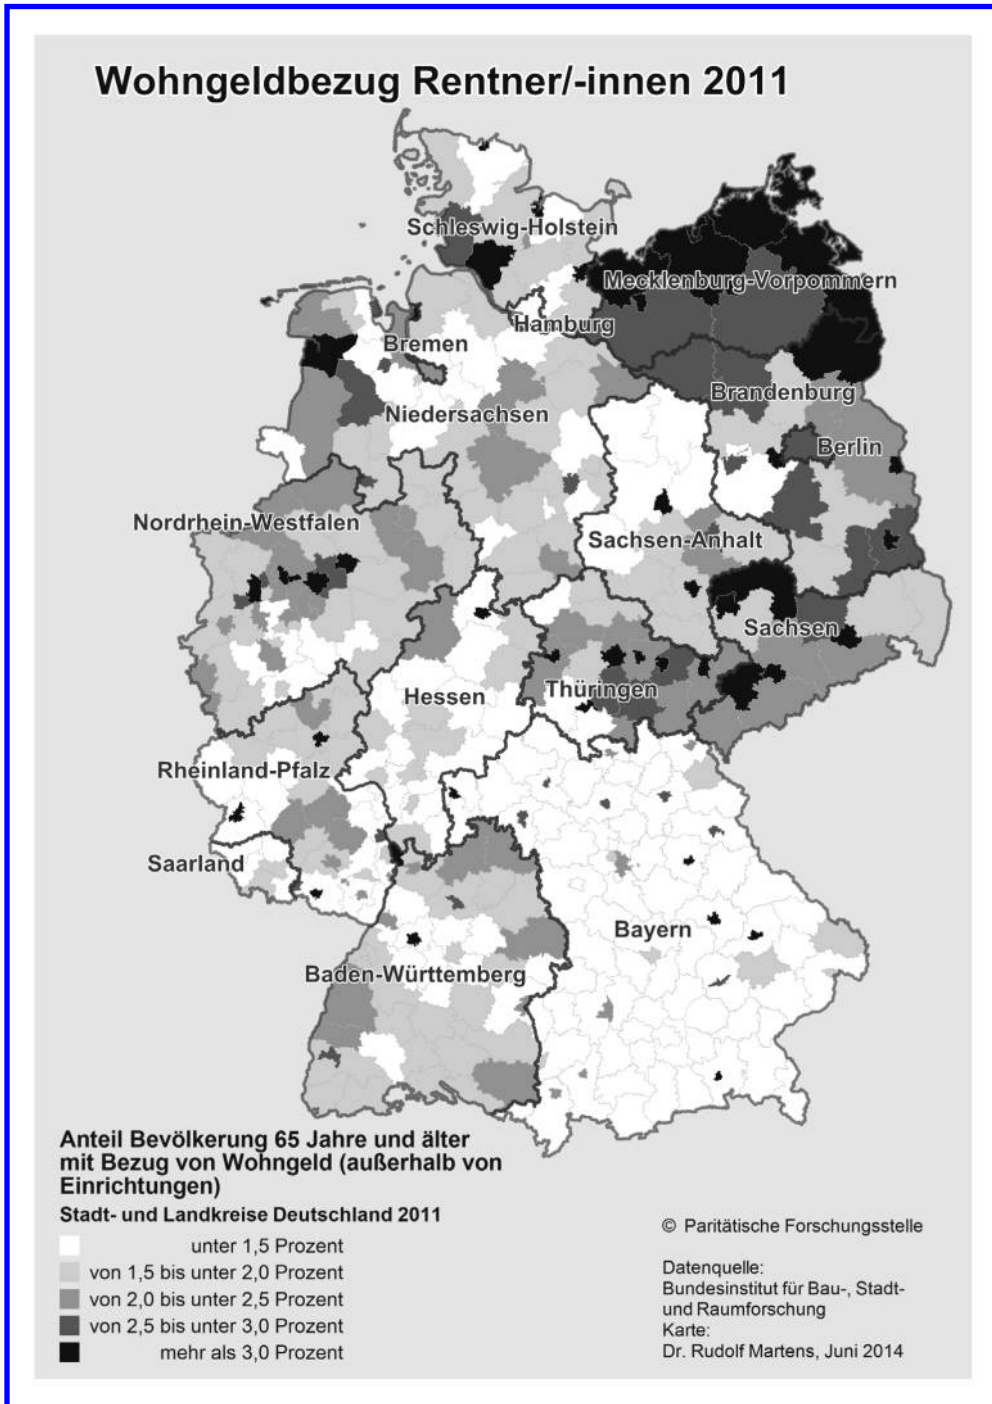 Wohngeldbezug Rentner/-innen 2011
Schleswig-Holstein
Mecklenburg-Vorpommern
Hamburg
Bremen
Brandenburg
Niedersachsen
Berlin
Nordrhein-Westfalen
Sachsen-Anhalt
Sachsen
Hessen
Thüringen
Rheinland-Pfalz
Saarland
Bayern
Baden-Württemberg
Anteil Bevölkerung 65 Jahre und älter
mit Bezug von Wohngeld (außerhalb von
Einrichtungen)
Stadt- und Landkreise Deutschland 2011
unter 1,5 Prozent
von 1,5 bis unter 2,0 Prozent
von 2,0 bis unter 2,5 Prozent
von 2,5 bis unter 3,0 Prozent
mehr als 3,0 Prozent
© Paritätische Forschungsstelle
Datenquelle:
Bundesinstitut für Bau-, Stadt-
und Raumforschung
Karte:
Dr. Rudolf Martens, Juni 2014